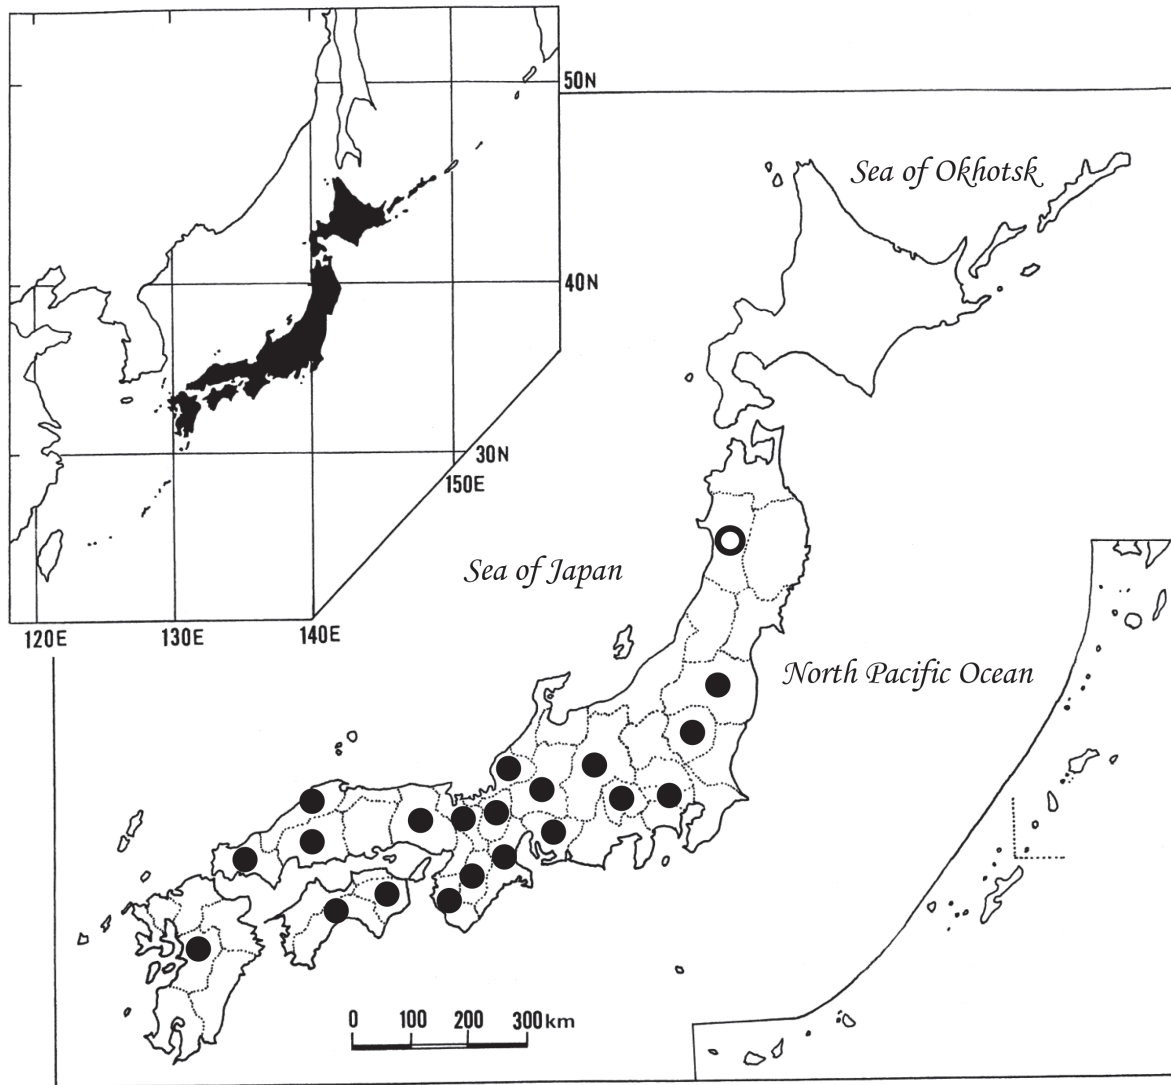 50N
Sea of Okhotsk
40N
30N
150E
Sea of Japan
120E
130E
140E
North Pacific Ocean
0 100 200 300km